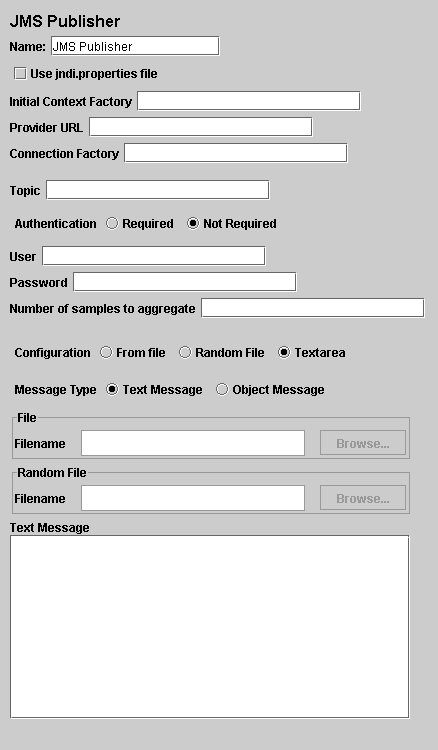 JMS Publisher
Name: JMS Publisher
Use jndi.properties file
Initial Context Factory
Provider URL
Connection Factory
Topic
Authentication Required Not Required
User
Password
Number of samples to aggregate
Configuration From file Random File Textarea
Message Type Text Message Object Message
File
Filename Browse...
Random File
Filename Browse...
Text Message